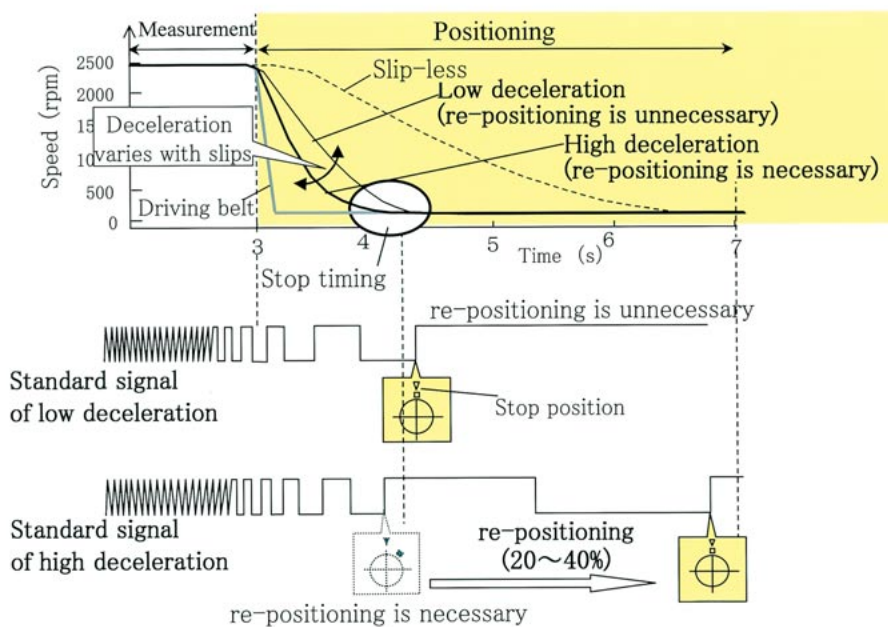 Measurement
Positioning
2500
2000
15
10
500
0
Speed (rpm)
Slip-less
Low deceleration
(re-positioning is unnecessary)
Deceleration
varies with slips
High deceleration
(re-positioning is necessary)
Driving belt
3
4
5
6
7
Time (s)
Stop timing
re-positioning is unnecessary
Standard signal
of low deceleration
Stop position
Standard signal
of high deceleration
re-positioning
(20～40%)
re-positioning is necessary